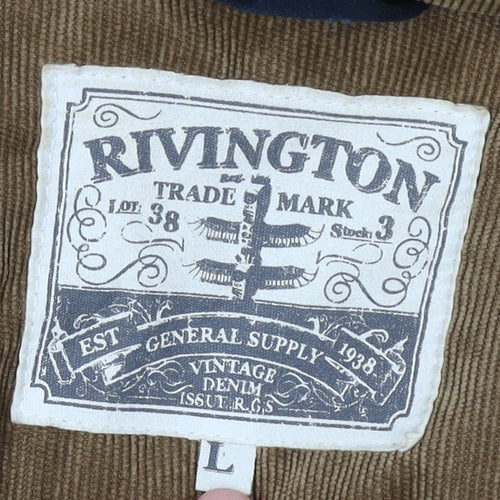 RIVINGTON
TRADE MARK
LOT: 38
Stock: 3
EST GENERAL SUPPLY 1938
VINTAGE
DENIM
ISSUE R.G.S
L